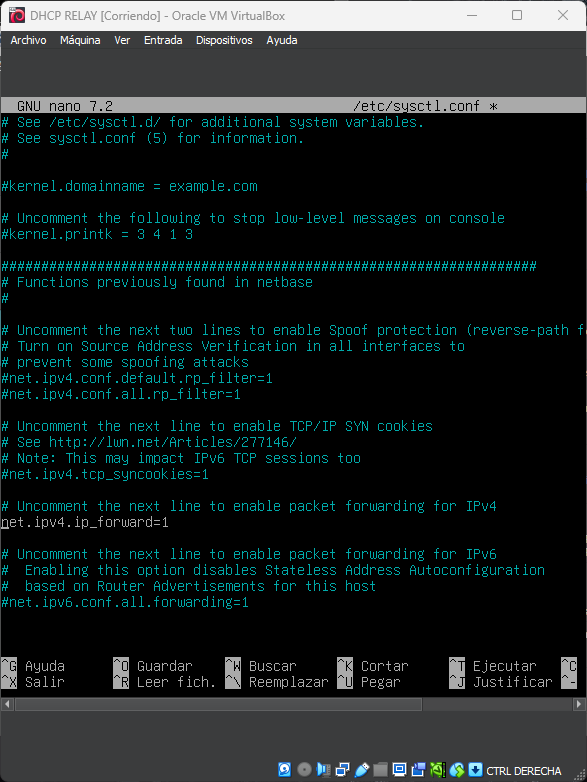 DHCP RELAY [Corriendo] - Oracle VM VirtualBox
Archivo Máquina Ver Entrada Dispositivos Ayuda
GNU nano 7.2 /etc/sysctl.conf *
# See /etc/sysctl.d/ for additional system variables.
# See sysctl.conf (5) for information.
#
#kernel.domainname = example.com
# Uncomment the following to stop low-level messages on console
#kernel.printk = 3 4 1 3
###################################################################
# Functions previously found in netbase
#
# Uncomment the next two lines to enable Spoof protection (reverse-path f
# Turn on Source Address Verification in all interfaces to
# prevent some spoofing attacks
#net.ipv4.conf.default.rp_filter=1
#net.ipv4.conf.all.rp_filter=1
# Uncomment the next line to enable TCP/IP SYN cookies
# See http://lwn.net/Articles/277146/
# Note: This may impact IPv6 TCP sessions too
#net.ipv4.tcp_syncookies=1
# Uncomment the next line to enable packet forwarding for IPv4
net.ipv4.ip_forward=1
# Uncomment the next line to enable packet forwarding for IPv6
#  Enabling this option disables Stateless Address Autoconfiguration
#  based on Router Advertisements for this host
#net.ipv6.conf.all.forwarding=1
^G Ayuda ^O Guardar ^W Buscar ^K Cortar ^T Ejecutar ^C
^X Salir ^R Leer fich. ^\ Reemplazar ^U Pegar ^J Justificar ^-
CTRL DERECHA